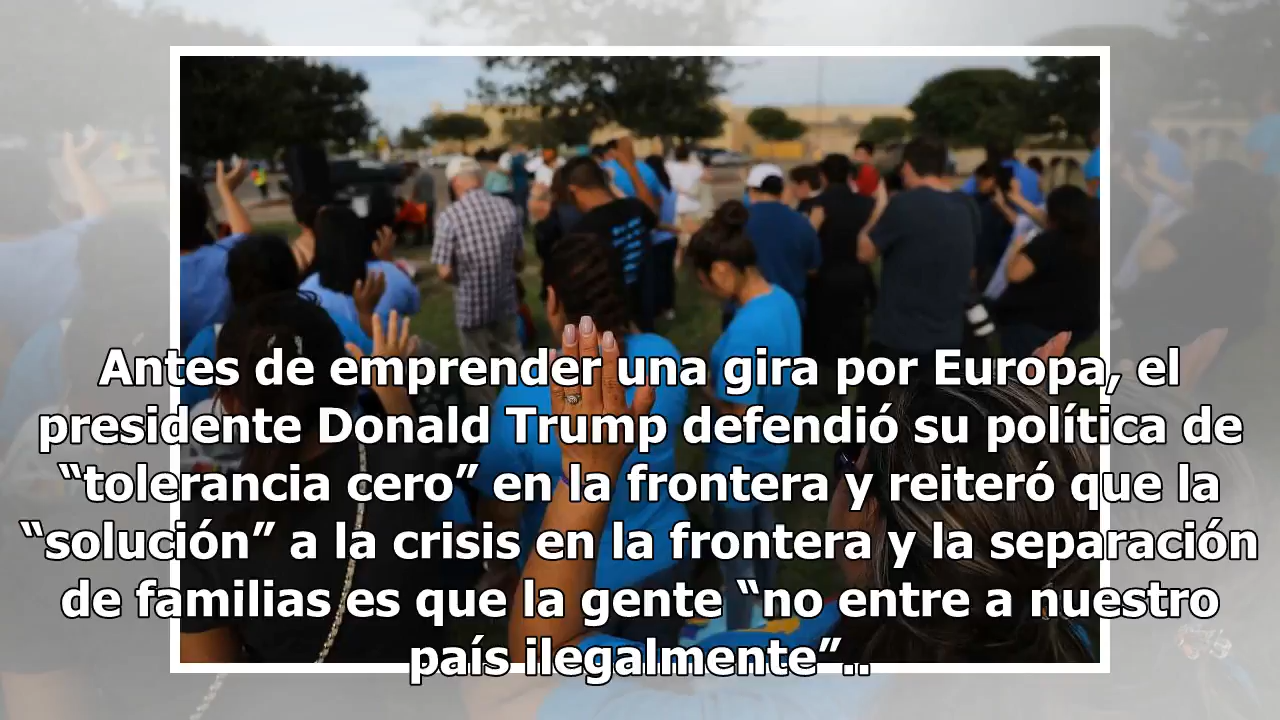 Antes de emprender una gira por Europa, el
presidente Donald Trump defendió su política de
“tolerancia cero” en la frontera y reiteró que la
“solución” a la crisis en la frontera y la separación
de familias es que la gente “no entre a nuestro
país ilegalmente”..